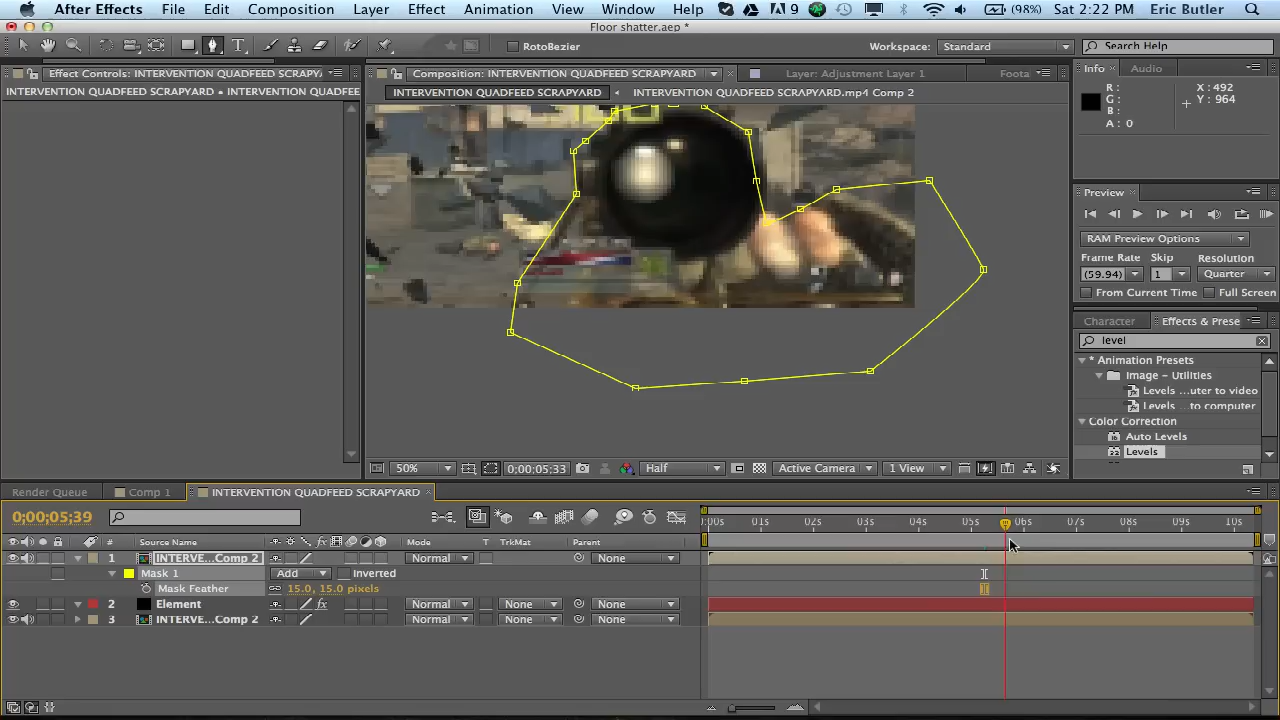 After Effects File Edit Composition Layer Effect Animation View Window Help 9 (98%) Sat 2:22 PM Eric Butler
Floor shatter.aep *
T RotoBezier Workspace: Standard Search Help
Effect Controls: INTERVENTION QUADFEED SCRAPY Composition: INTERVENTION QUADFEED SCRAPYARD Layer: Adjustment Layer 1 Foota Info Audio
INTERVENTION QUADFEED SCRAPYARD • INTERVENTION QUADFEE INTERVENTION QUADFEED SCRAPYARD INTERVENTION QUADFEED SCRAPYARD.mp4 Comp 2
R: X: 492
G: Y: 964
B:
A: 0
Preview
RAM Preview Options
Frame Rate Skip Resolution
(59.94) 1 Quarter
From Current Time Full Screen
Character Effects & Prese
level
* Animation Presets
Image – Utilities
Levels ...uter to video
Levels ...to computer
Color Correction
Auto Levels
Levels
50% 0;00;05;33 Half Active Camera 1 View
Render Queue Comp 1 INTERVENTION QUADFEED SCRAPYARD
0;00;05;39
:00s 01s 02s 03s 04s 05s 06s 07s 08s 09s 10s
# Source Name Mode T TrkMat Parent
1 INTERVE...Comp 2 Normal None
Mask 1 Add Inverted
Mask Feather 15.0, 15.0 pixels
2 Element Normal None None
3 INTERVE...Comp 2 Normal None None